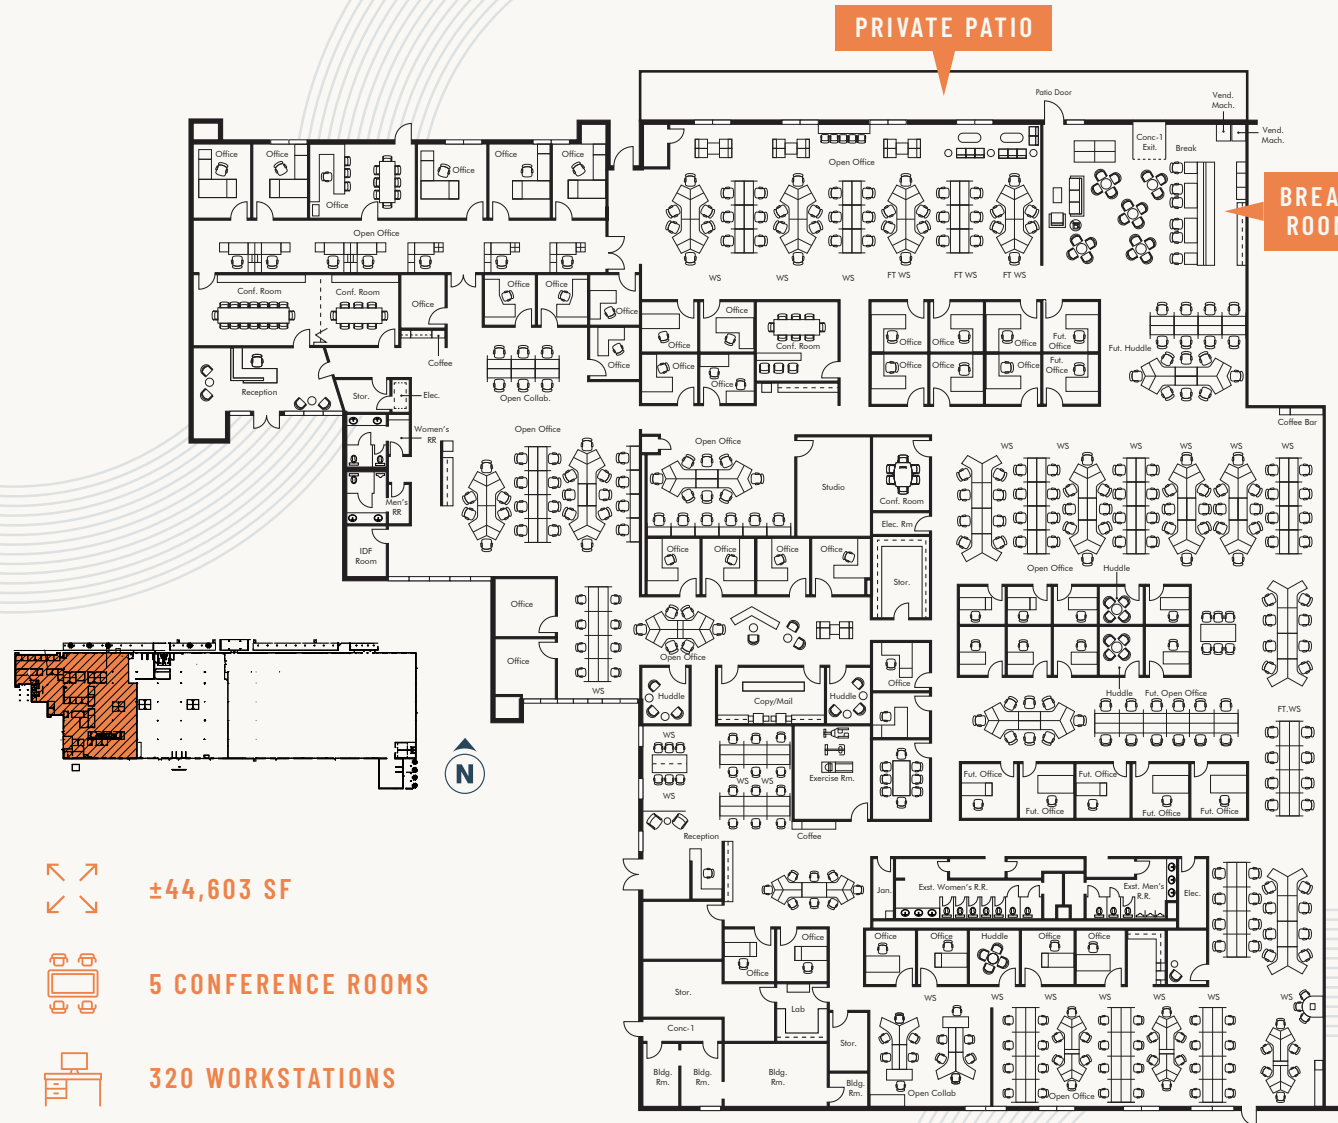 PRIVATE PATIO
Patio Door
Vend.
Mach.
Vend.
Mach.
Conc-1
Exit.
Break
BREA
ROO
Office
Office
Office
Office
Office
Office
Open Office
Open Office
WS
WS
WS
FT WS
FT WS
FT WS
Conf. Room
Conf. Room
Office
Office
Office
Office
Office
Coffee
Reception
Stor.
Elec.
Open Collab.
Office
Office
Office
Office
Conf. Room
Office
Office
Office
Fut.
Office
Office
Office
Office
Fut.
Office
Fut. Huddle
Coffee Bar
Women's
RR
Men's
RR
IDF
Room
Open Office
Open Office
Studio
Conf. Room
Elec. Rm
Stor.
Office
Office
Office
Office
WS
WS
WS
WS
WS
WS
Open Office
Huddle
Office
Office
WS
Open Office
Huddle
Copy/Mail
Huddle
Office
Huddle
Fut. Open Office
FT.WS
WS
WS
WS
WS
Exercise Rm.
Reception
Coffee
Fut. Office
Fut. Office
Fut. Office
Fut. Office
Fut. Office
N
±44,603 SF
5 CONFERENCE ROOMS
320 WORKSTATIONS
Jan.
Exst. Women's R.R.
Exst. Men's
R.R.
Elec.
Office
Office
Huddle
Office
Office
Office
Office
Stor.
Lab
Conc-1
Stor.
Bldg.
Rm.
Bldg.
Rm.
Bldg.
Rm.
Bldg.
Rm.
WS
WS
WS
WS
WS
WS
WS
Open Collab
Open Office